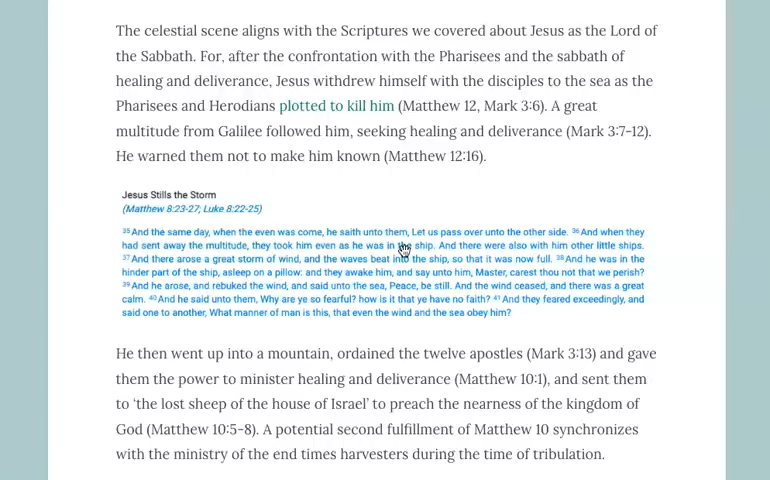 The celestial scene aligns with the Scriptures we covered about Jesus as the Lord of
the Sabbath. For, after the confrontation with the Pharisees and the sabbath of
healing and deliverance, Jesus withdrew himself with the disciples to the sea as the
Pharisees and Herodians plotted to kill him (Matthew 12, Mark 3:6). A great
multitude from Galilee followed him, seeking healing and deliverance (Mark 3:7-12).
He warned them not to make him known (Matthew 12:16).
Jesus Stills the Storm
(Matthew 8:23-27; Luke 8:22-25)
35And the same day, when the even was come, he saith unto them, Let us pass over unto the other side. 36And when they
had sent away the multitude, they took him even as he was in the ship. And there were also with him other little ships.
37And there arose a great storm of wind, and the waves beat into the ship, so that it was now full. 38And he was in the
hinder part of the ship, asleep on a pillow: and they awake him, and say unto him, Master, carest thou not that we perish?
39And he arose, and rebuked the wind, and said unto the sea, Peace, be still. And the wind ceased, and there was a great
calm. 40And he said unto them, Why are ye so fearful? how is it that ye have no faith? 41And they feared exceedingly, and
said one to another, What manner of man is this, that even the wind and the sea obey him?
He then went up into a mountain, ordained the twelve apostles (Mark 3:13) and gave
them the power to minister healing and deliverance (Matthew 10:1), and sent them
to ‘the lost sheep of the house of Israel’ to preach the nearness of the kingdom of
God (Matthew 10:5-8). A potential second fulfillment of Matthew 10 synchronizes
with the ministry of the end times harvesters during the time of tribulation.